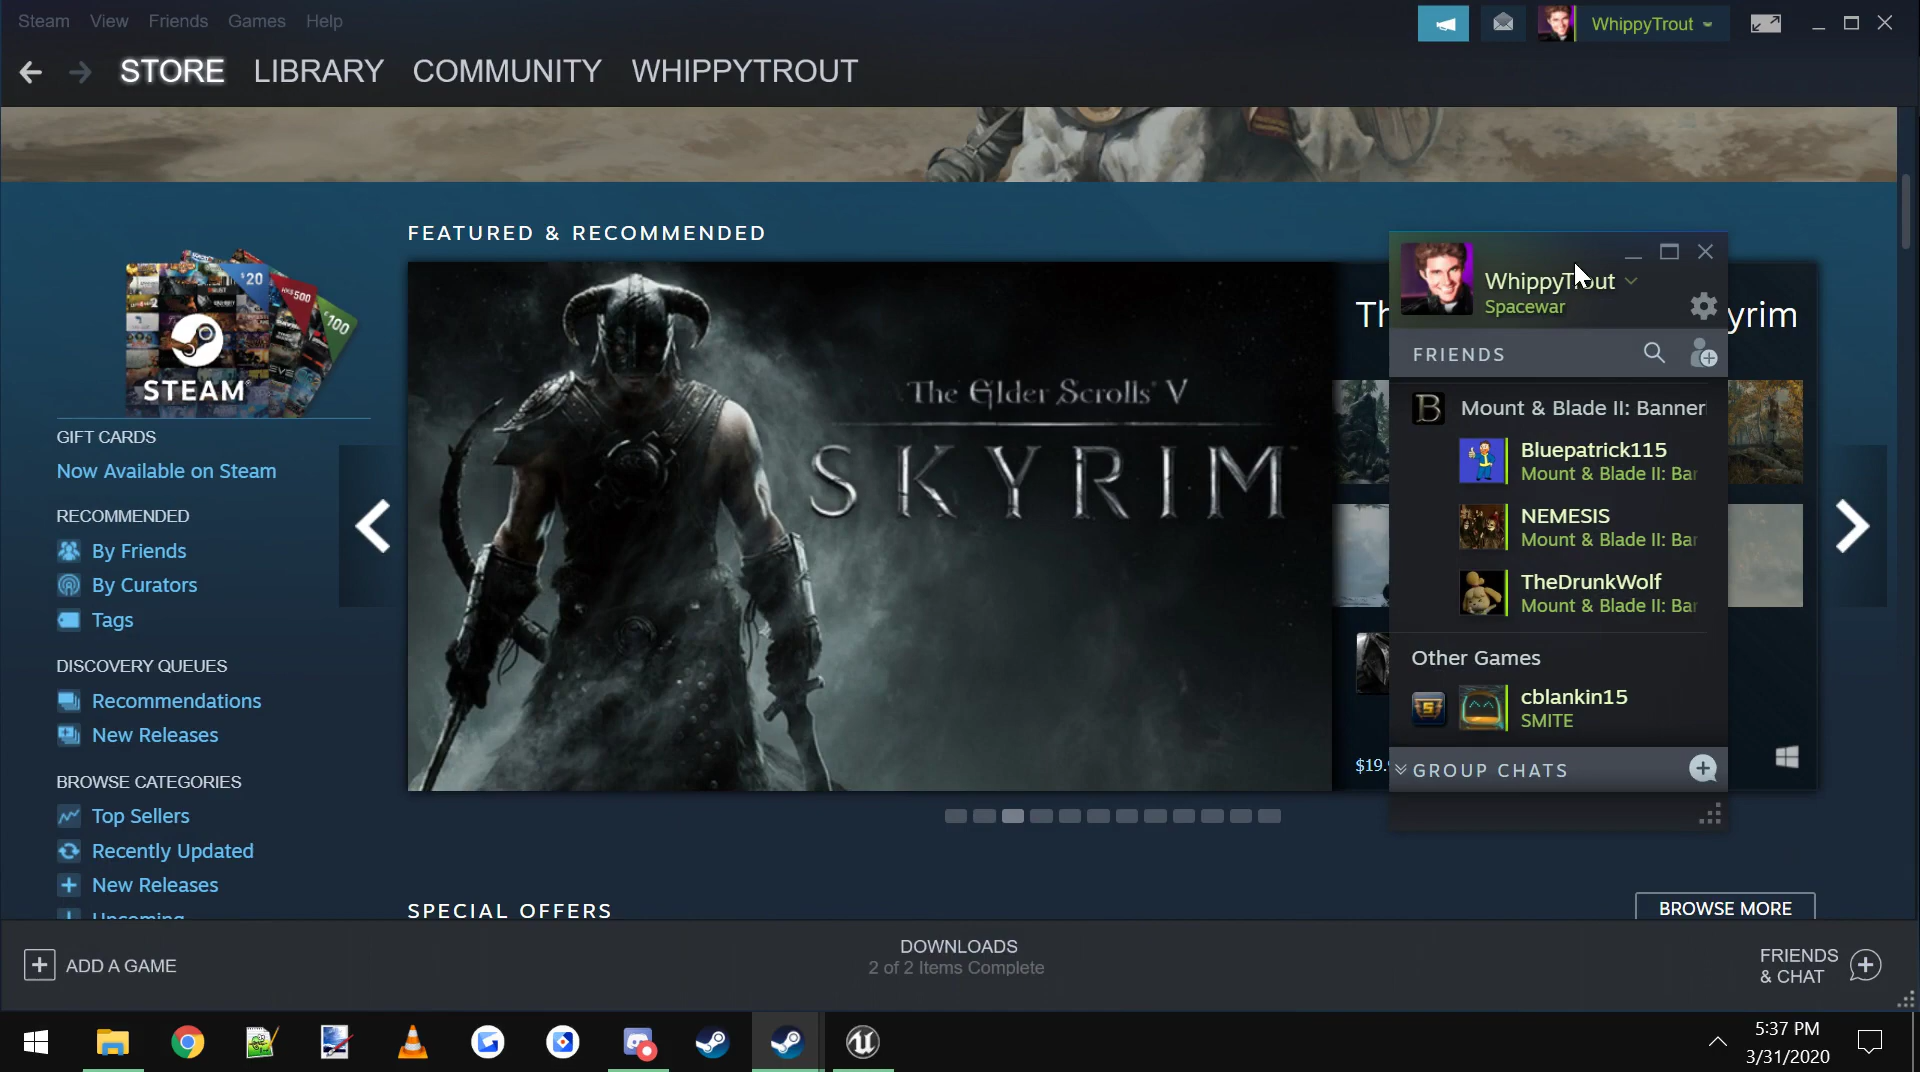 Steam View Friends Games Help
WhippyTrout
STORE LIBRARY COMMUNITY WHIPPYTROUT
FEATURED & RECOMMENDED
$20
HK$500
100
STEAM
GIFT CARDS
Now Available on Steam
RECOMMENDED
By Friends
By Curators
Tags
DISCOVERY QUEUES
Recommendations
New Releases
BROWSE CATEGORIES
Top Sellers
Recently Updated
New Releases
Upcoming
The Elder Scrolls V
SKYRIM
Th
yrim
$19.
WhippyTrout
Spacewar
FRIENDS
Mount & Blade II: Banner
Bluepatrick115
Mount & Blade II: Bar
NEMESIS
Mount & Blade II: Bar
TheDrunkWolf
Mount & Blade II: Bar
Other Games
cblankin15
SMITE
GROUP CHATS
SPECIAL OFFERS
BROWSE MORE
ADD A GAME
DOWNLOADS
2 of 2 Items Complete
FRIENDS
& CHAT
5:37 PM
3/31/2020